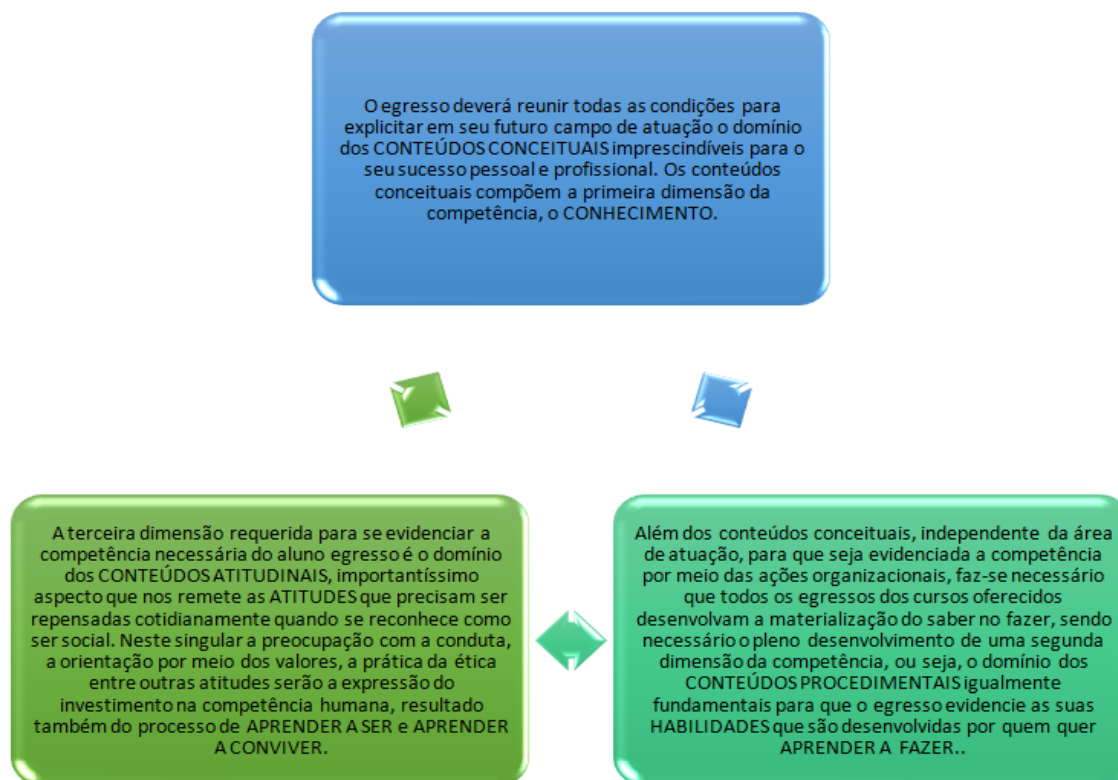 O egresso deverá reunir todas as condições para
explicitar em seu futuro campo de atuação o domínio
dos CONTEÚDOS CONCEITUAIS imprescindíveis para o
seu sucesso pessoal e profissional. Os conteúdos
conceituais compõem a primeira dimensão da
competência, o CONHECIMENTO.
A terceira dimensão requerida para se evidenciar a
competência necessária do aluno egresso é o domínio
dos CONTEÚDOS ATITUDINAIS, importantíssimo
aspecto que nos remete as ATITUDES que precisam ser
repensadas cotidianamente quando se reconhece como
ser social. Neste singular a preocupação com a conduta,
a orientação por meio dos valores, a prática da ética
entre outras atitudes serão a expressão do
investimento na competência humana, resultado
também do processo de APRENDER A SER e APRENDER
A CONVIVER.
Além dos conteúdos conceituais, independente da área
de atuação, para que seja evidenciada a competência
por meio das ações organizacionais, faz-se necessário
que todos os egressos dos cursos oferecidos
desenvolvam a materialização do saber no fazer, sendo
necessário o pleno desenvolvimento de uma segunda
dimensão da competência, ou seja, o domínio dos
CONTEÚDOS PROCEDIMENTAIS igualmente
fundamentais para que o egresso evidencie as suas
HABILIDADES que são desenvolvidas por quem quer
APRENDER A FAZER..